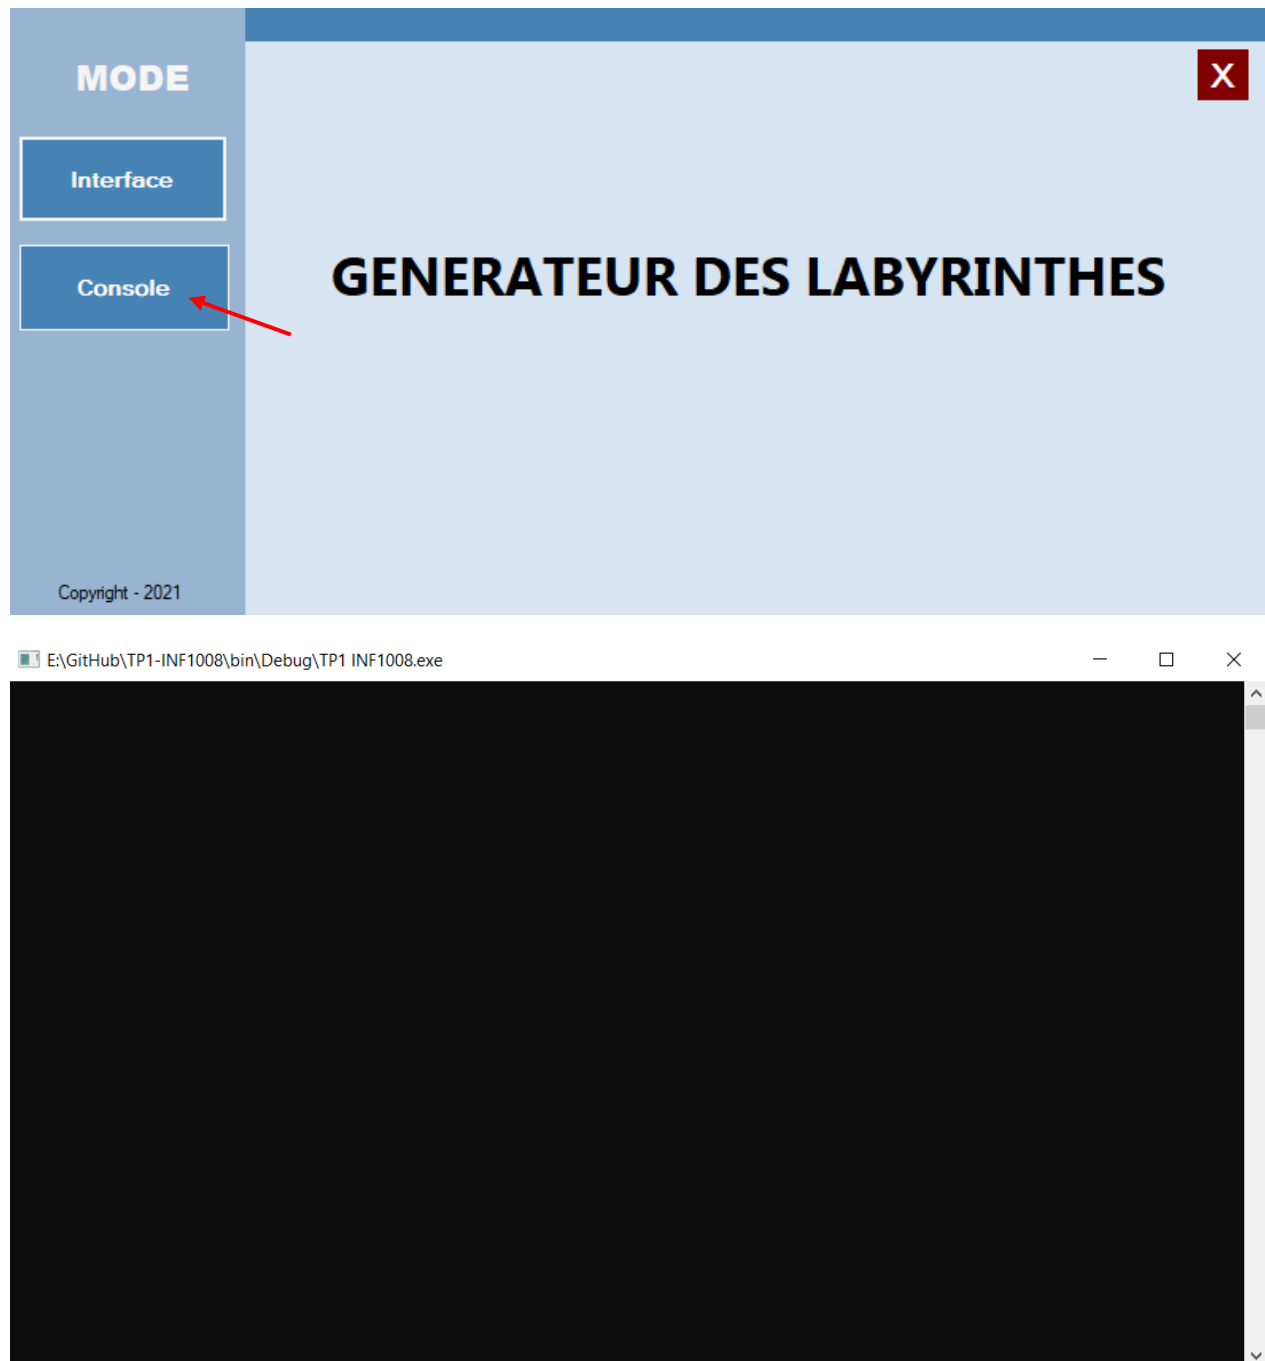 MODE
X
Interface
Console
GENERATEUR DES LABYRINTHES
Copyright - 2021
E:\GitHub\TP1-INF1008\bin\Debug\TP1 INF1008.exe